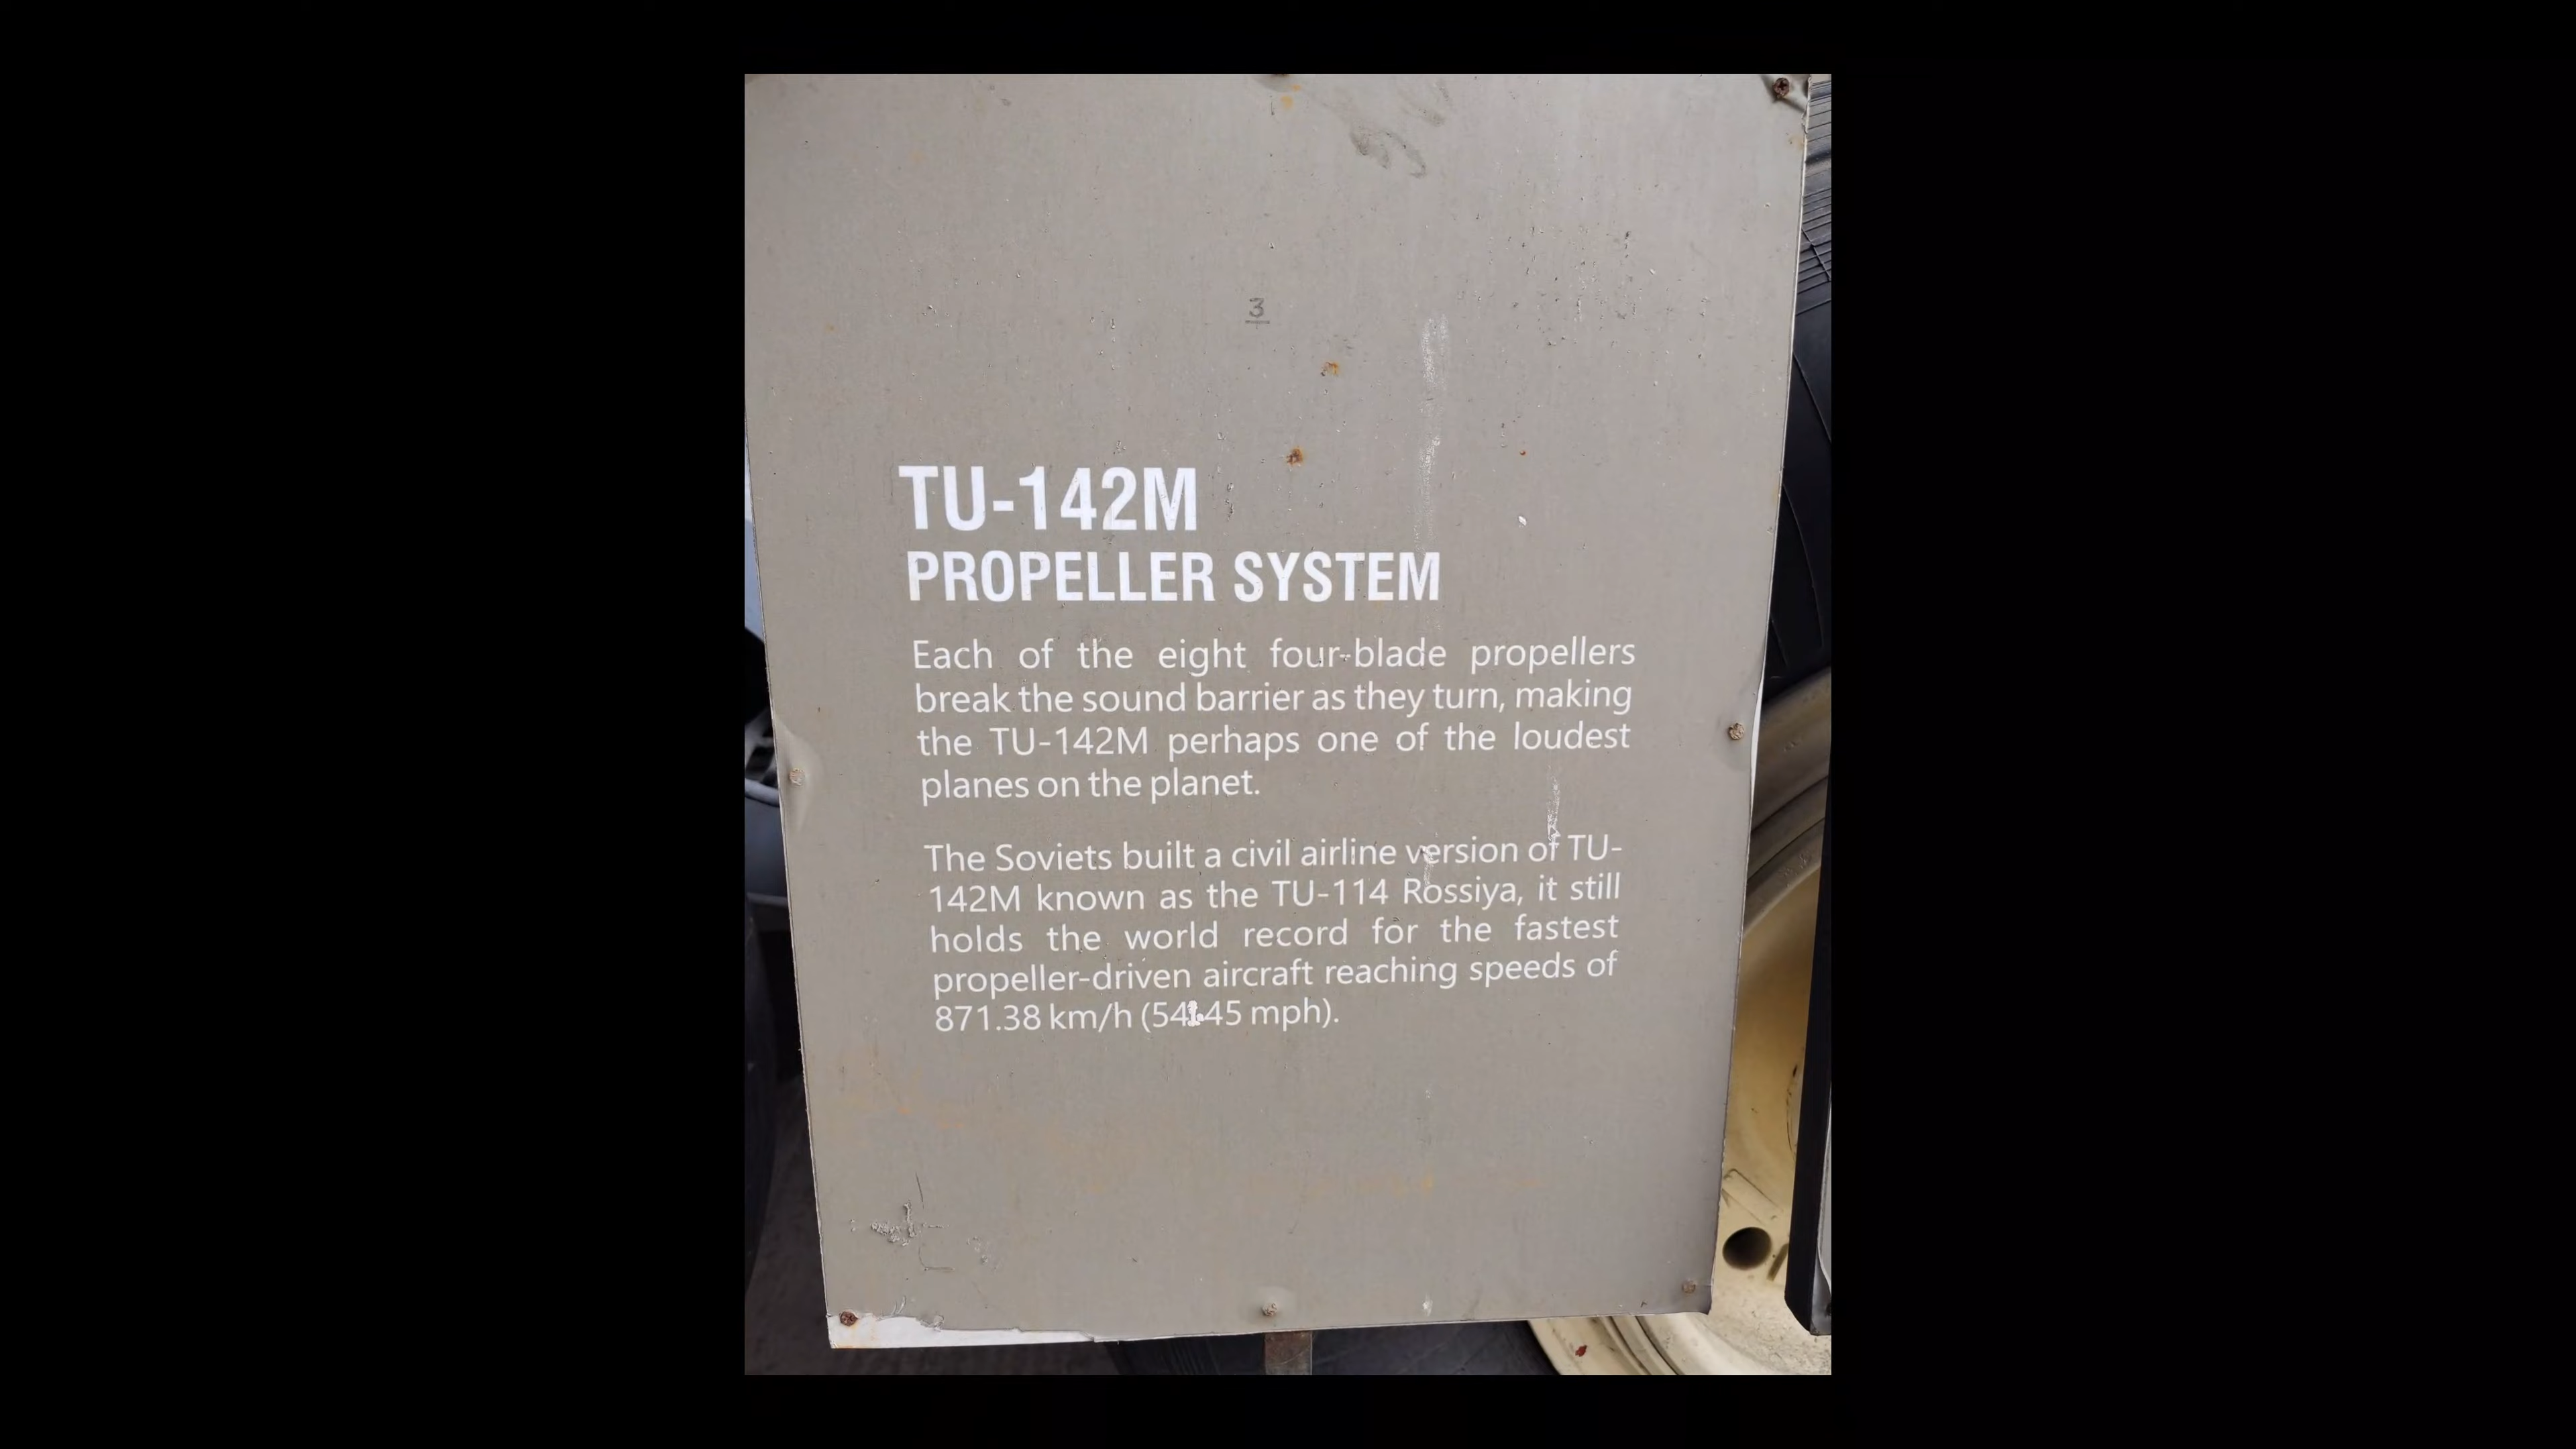 3
TU-142M
PROPELLER SYSTEM
Each of the eight four-blade propellers
break the sound barrier as they turn, making
the TU-142M perhaps one of the loudest
planes on the planet.
The Soviets built a civil airline version of TU-
142M known as the TU-114 Rossiya, it still
holds the world record for the fastest
propeller-driven aircraft reaching speeds of
871.38 km/h (541.45 mph).